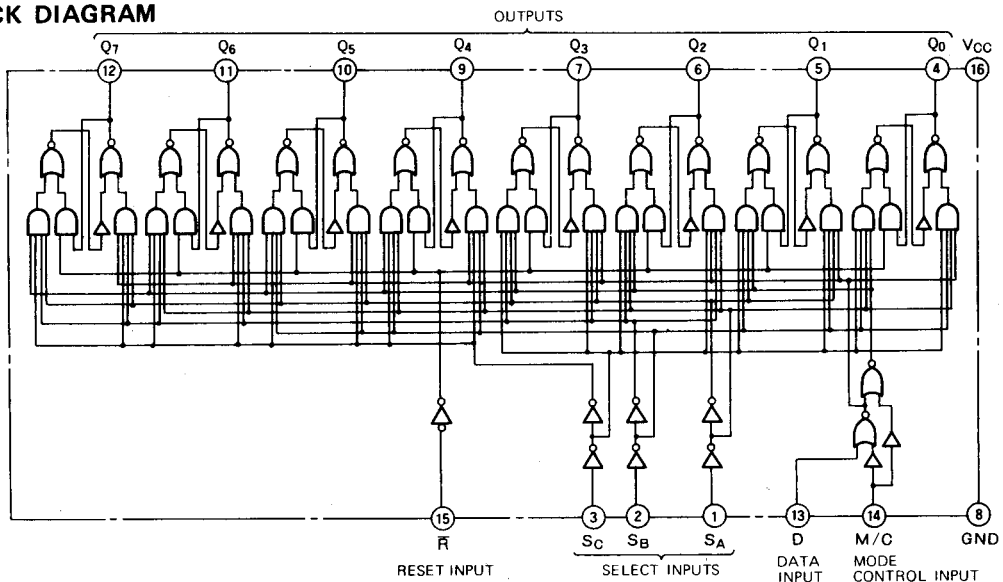 CK DIAGRAM
OUTPUTS
Q7 Q6 Q5 Q4 Q3 Q2 Q1 Q0 VCC
12 11 10 9 7 6 5 4 16
15 3 2 1 13 14 8
R̅ SC SB SA D M/C GND
RESET INPUT
SELECT INPUTS
DATA
INPUT
MODE
CONTROL INPUT